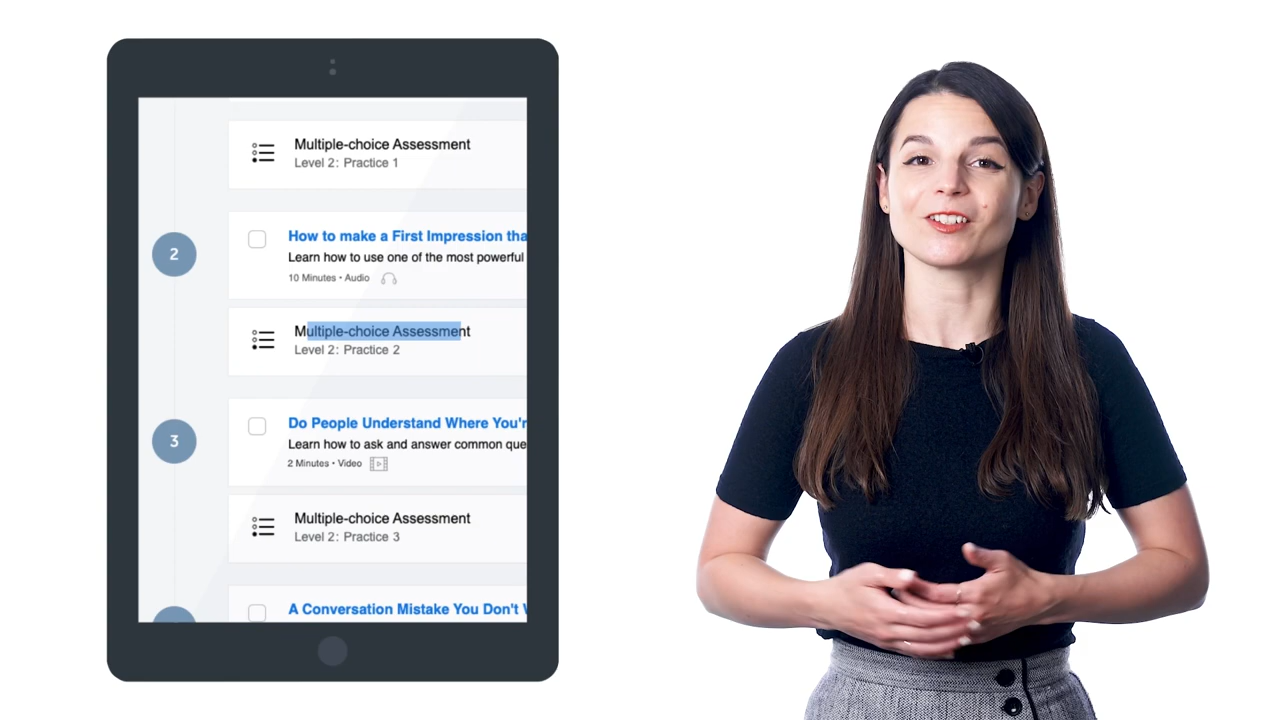 Multiple-choice Assessment
Level 2: Practice 1
2
How to make a First Impression tha
Learn how to use one of the most powerful
10 Minutes • Audio
Multiple-choice Assessment
Level 2: Practice 2
3
Do People Understand Where You'r
Learn how to ask and answer common que
2 Minutes • Video
Multiple-choice Assessment
Level 2: Practice 3
A Conversation Mistake You Don't